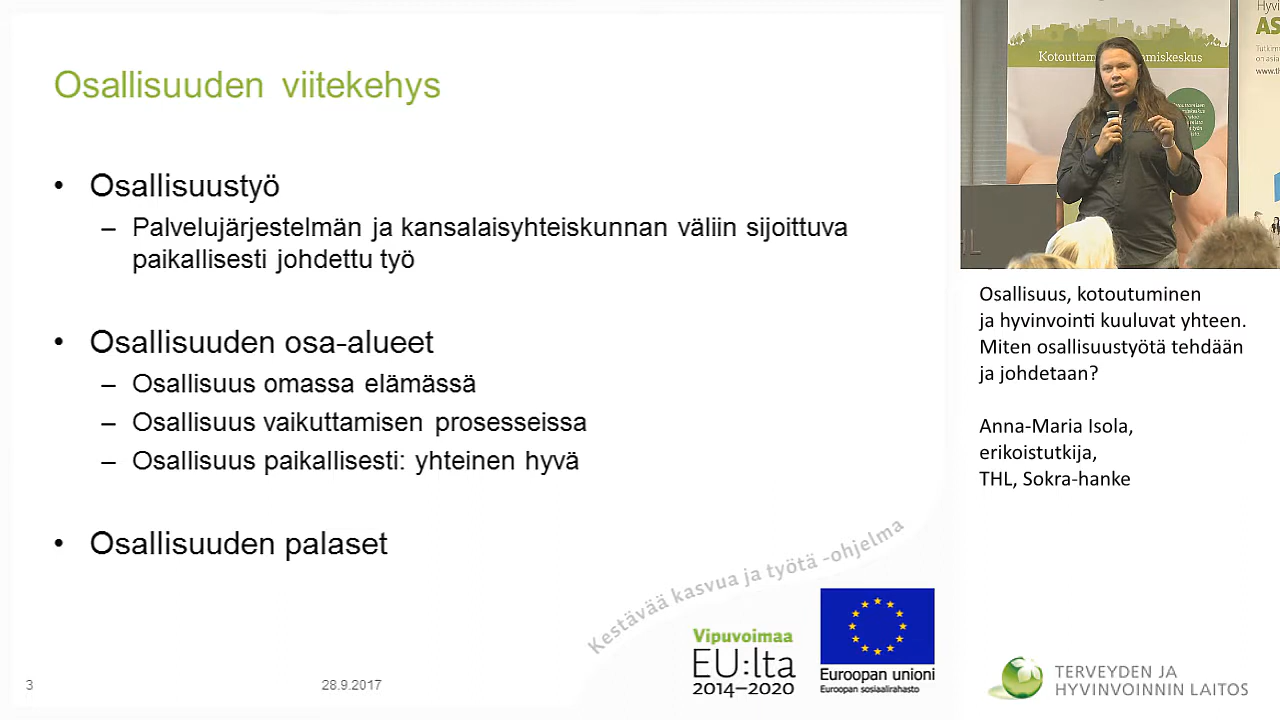 Osallisuuden viitekehys
• Osallisuustyö
– Palvelujärjestelmän ja kansalaisyhteiskunnan väliin sijoittuva
paikallisesti johdettu työ
• Osallisuuden osa-alueet
– Osallisuus omassa elämässä
– Osallisuus vaikuttamisen prosesseissa
– Osallisuus paikallisesti: yhteinen hyvä
• Osallisuuden palaset
Kestävää kasvua ja työtä -ohjelma
Vipuvoimaa
EU:lta
2014–2020
Euroopan unioni
Euroopan sosiaalirahasto
3
28.9.2017
Osallisuus, kotoutuminen
ja hyvinvointi kuuluvat yhteen.
Miten osallisuustyötä tehdään
ja johdetaan?
Anna-Maria Isola,
erikoistutkija,
THL, Sokra-hanke
TERVEYDEN JA
HYVINVOINNIN LAITOS